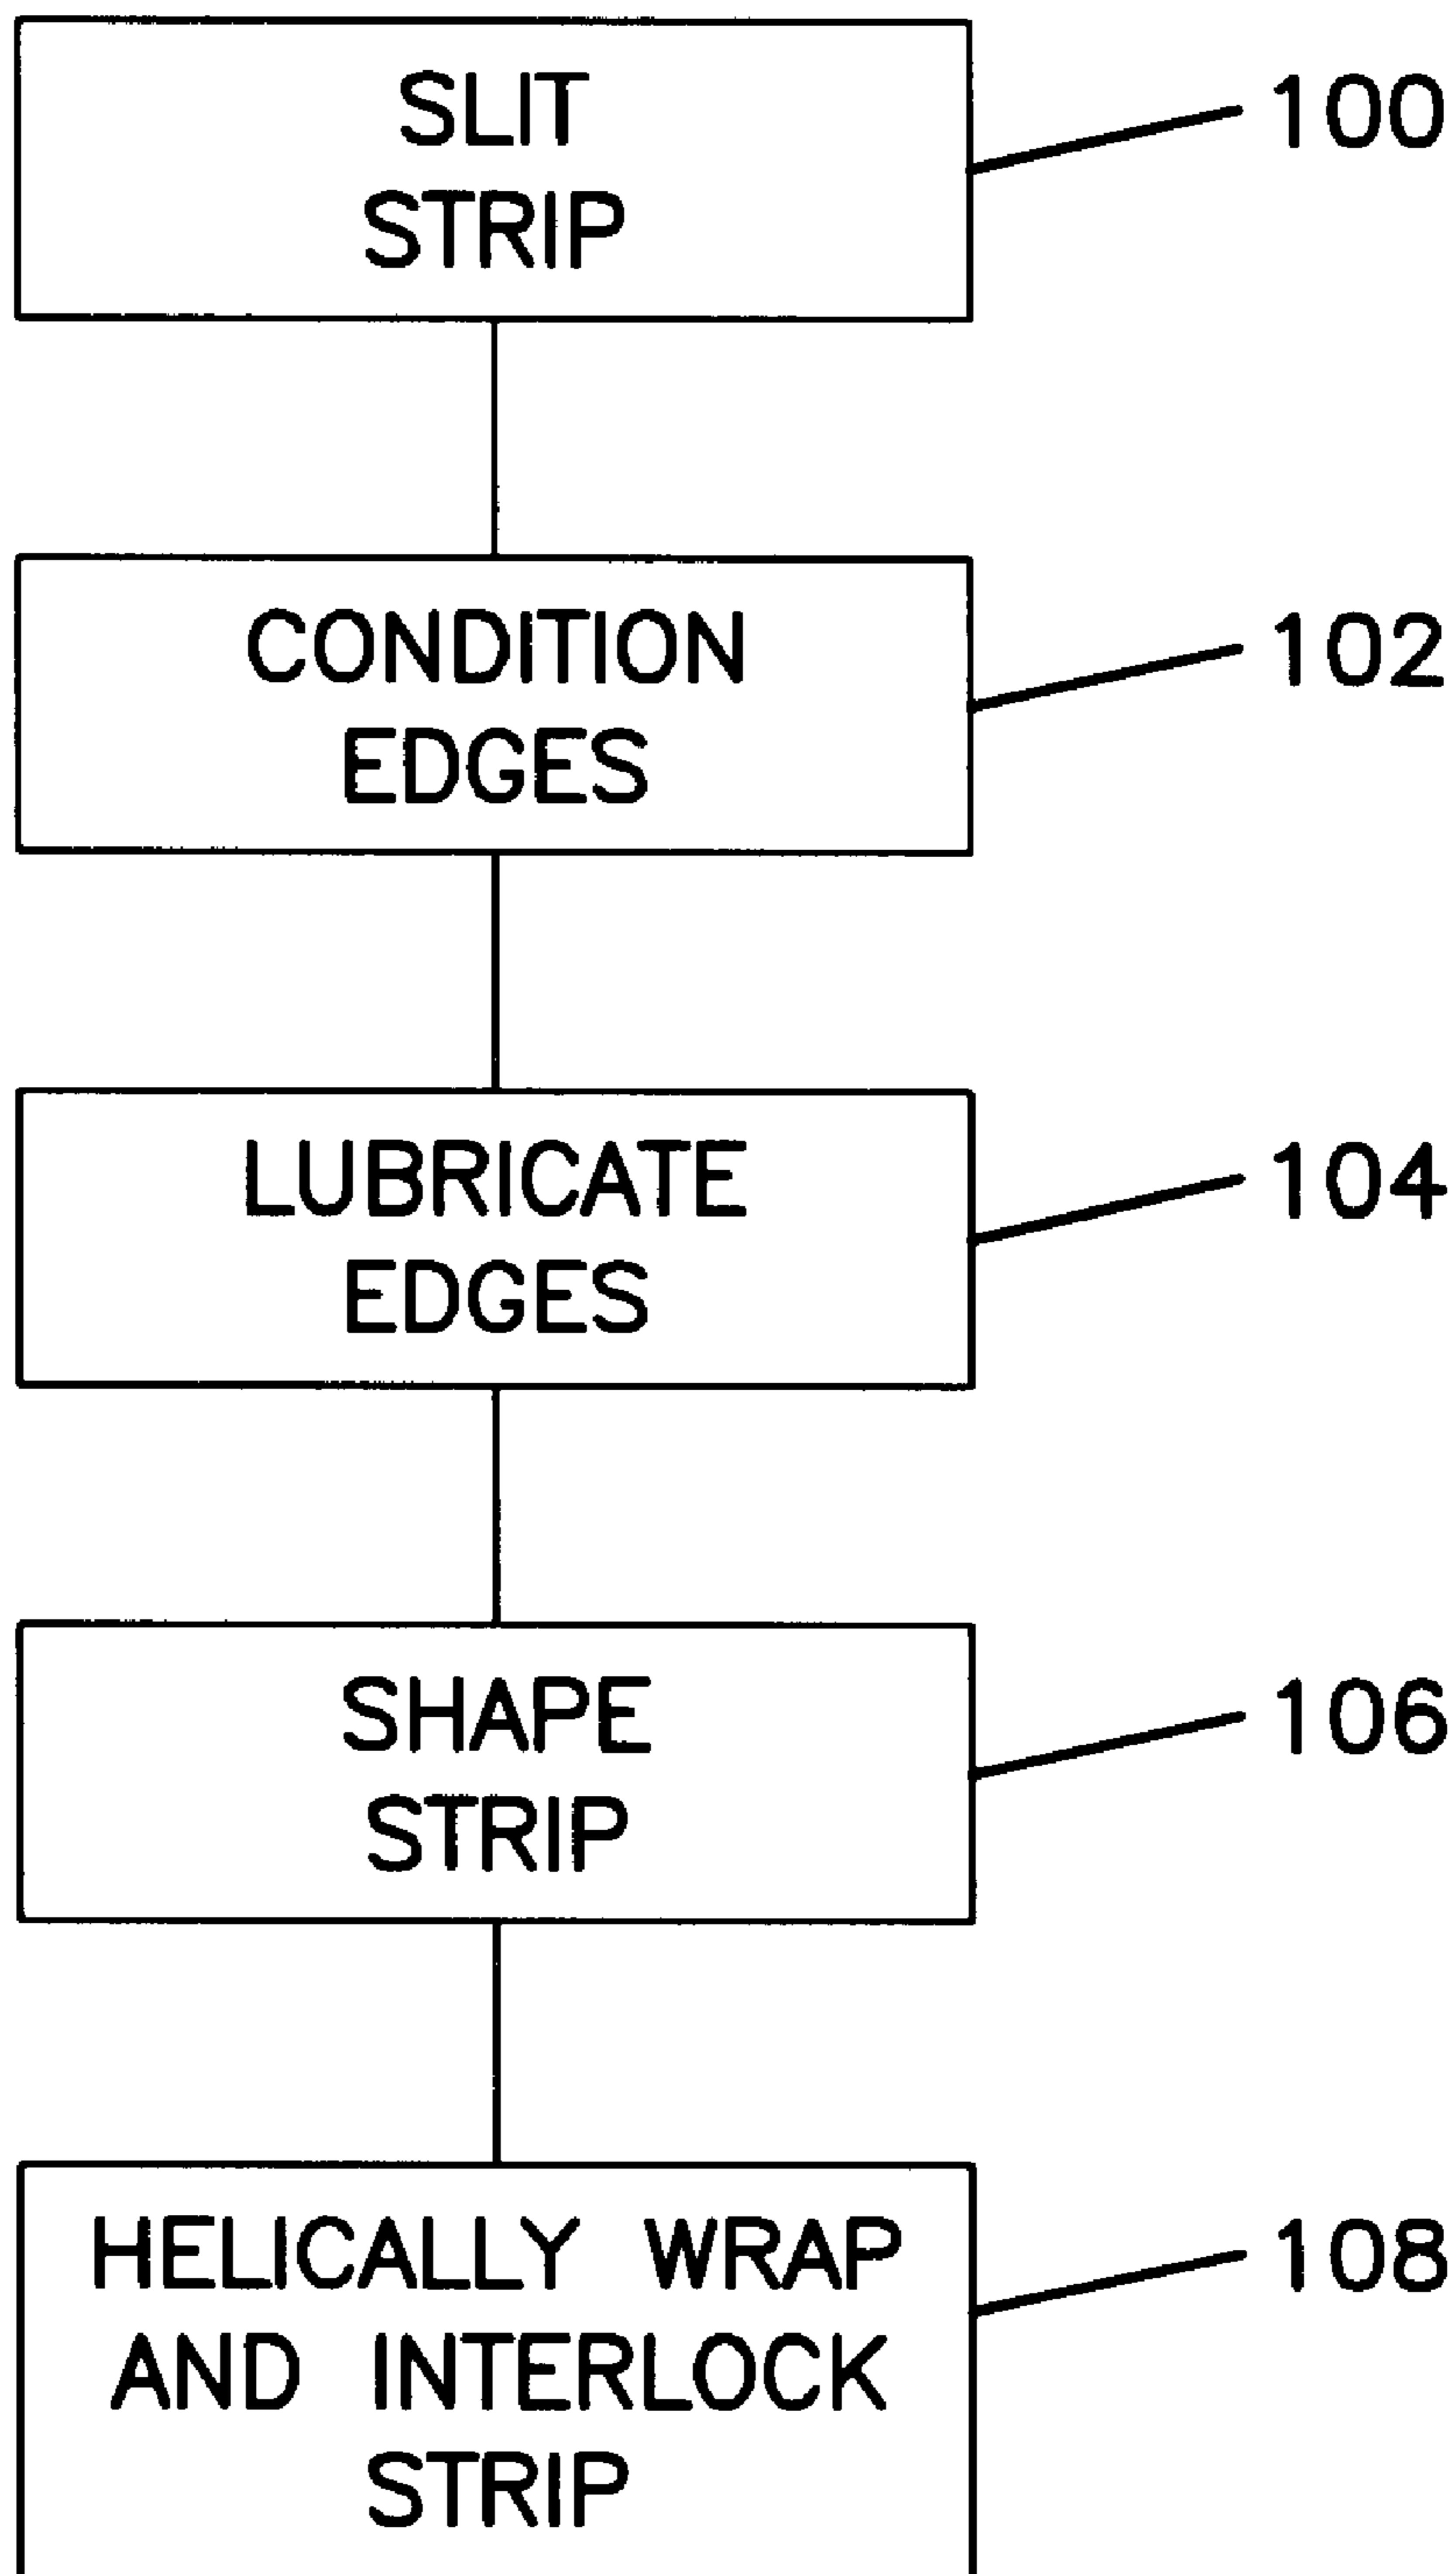 SLIT
STRIP
100
CONDITION
EDGES
102
LUBRICATE
EDGES
104
SHAPE
STRIP
106
HELICALLY WRAP
AND INTERLOCK
STRIP
108